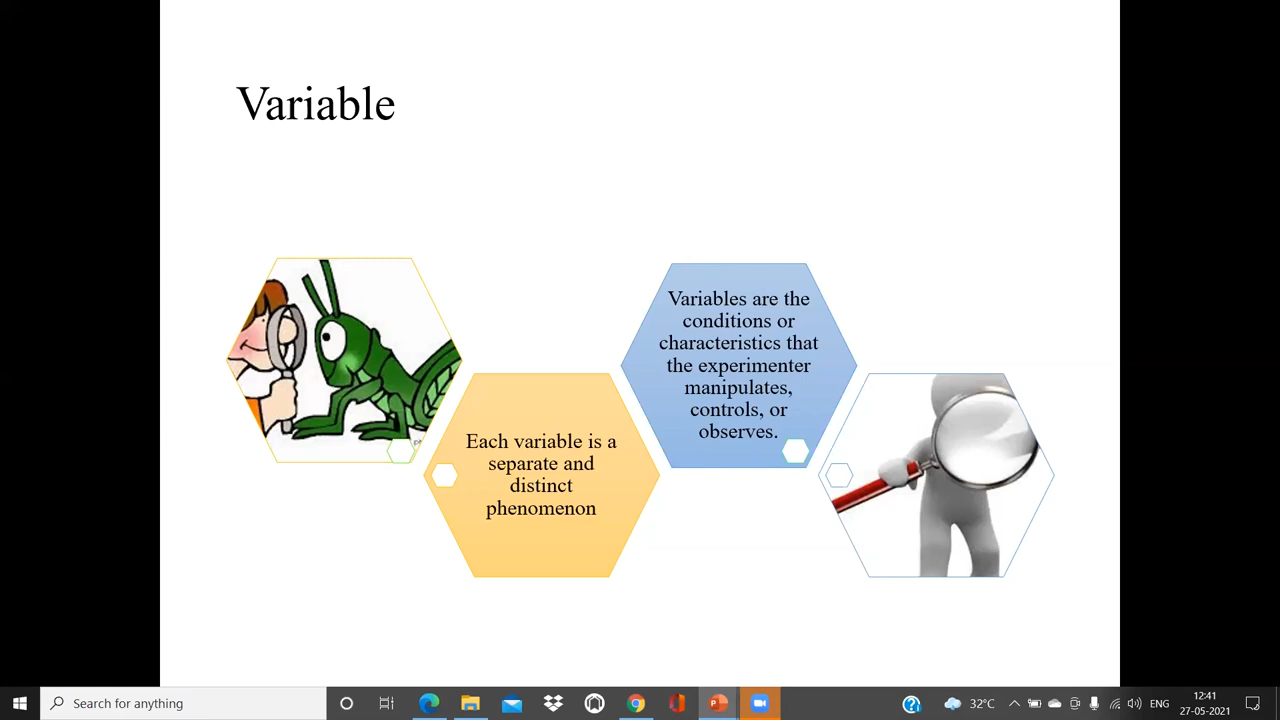 Variable
Each variable is a
separate and
distinct
phenomenon
Variables are the
conditions or
characteristics that
the experimenter
manipulates,
controls, or
observes.
Search for anything
32°C
ENG
12:41
27-05-2021